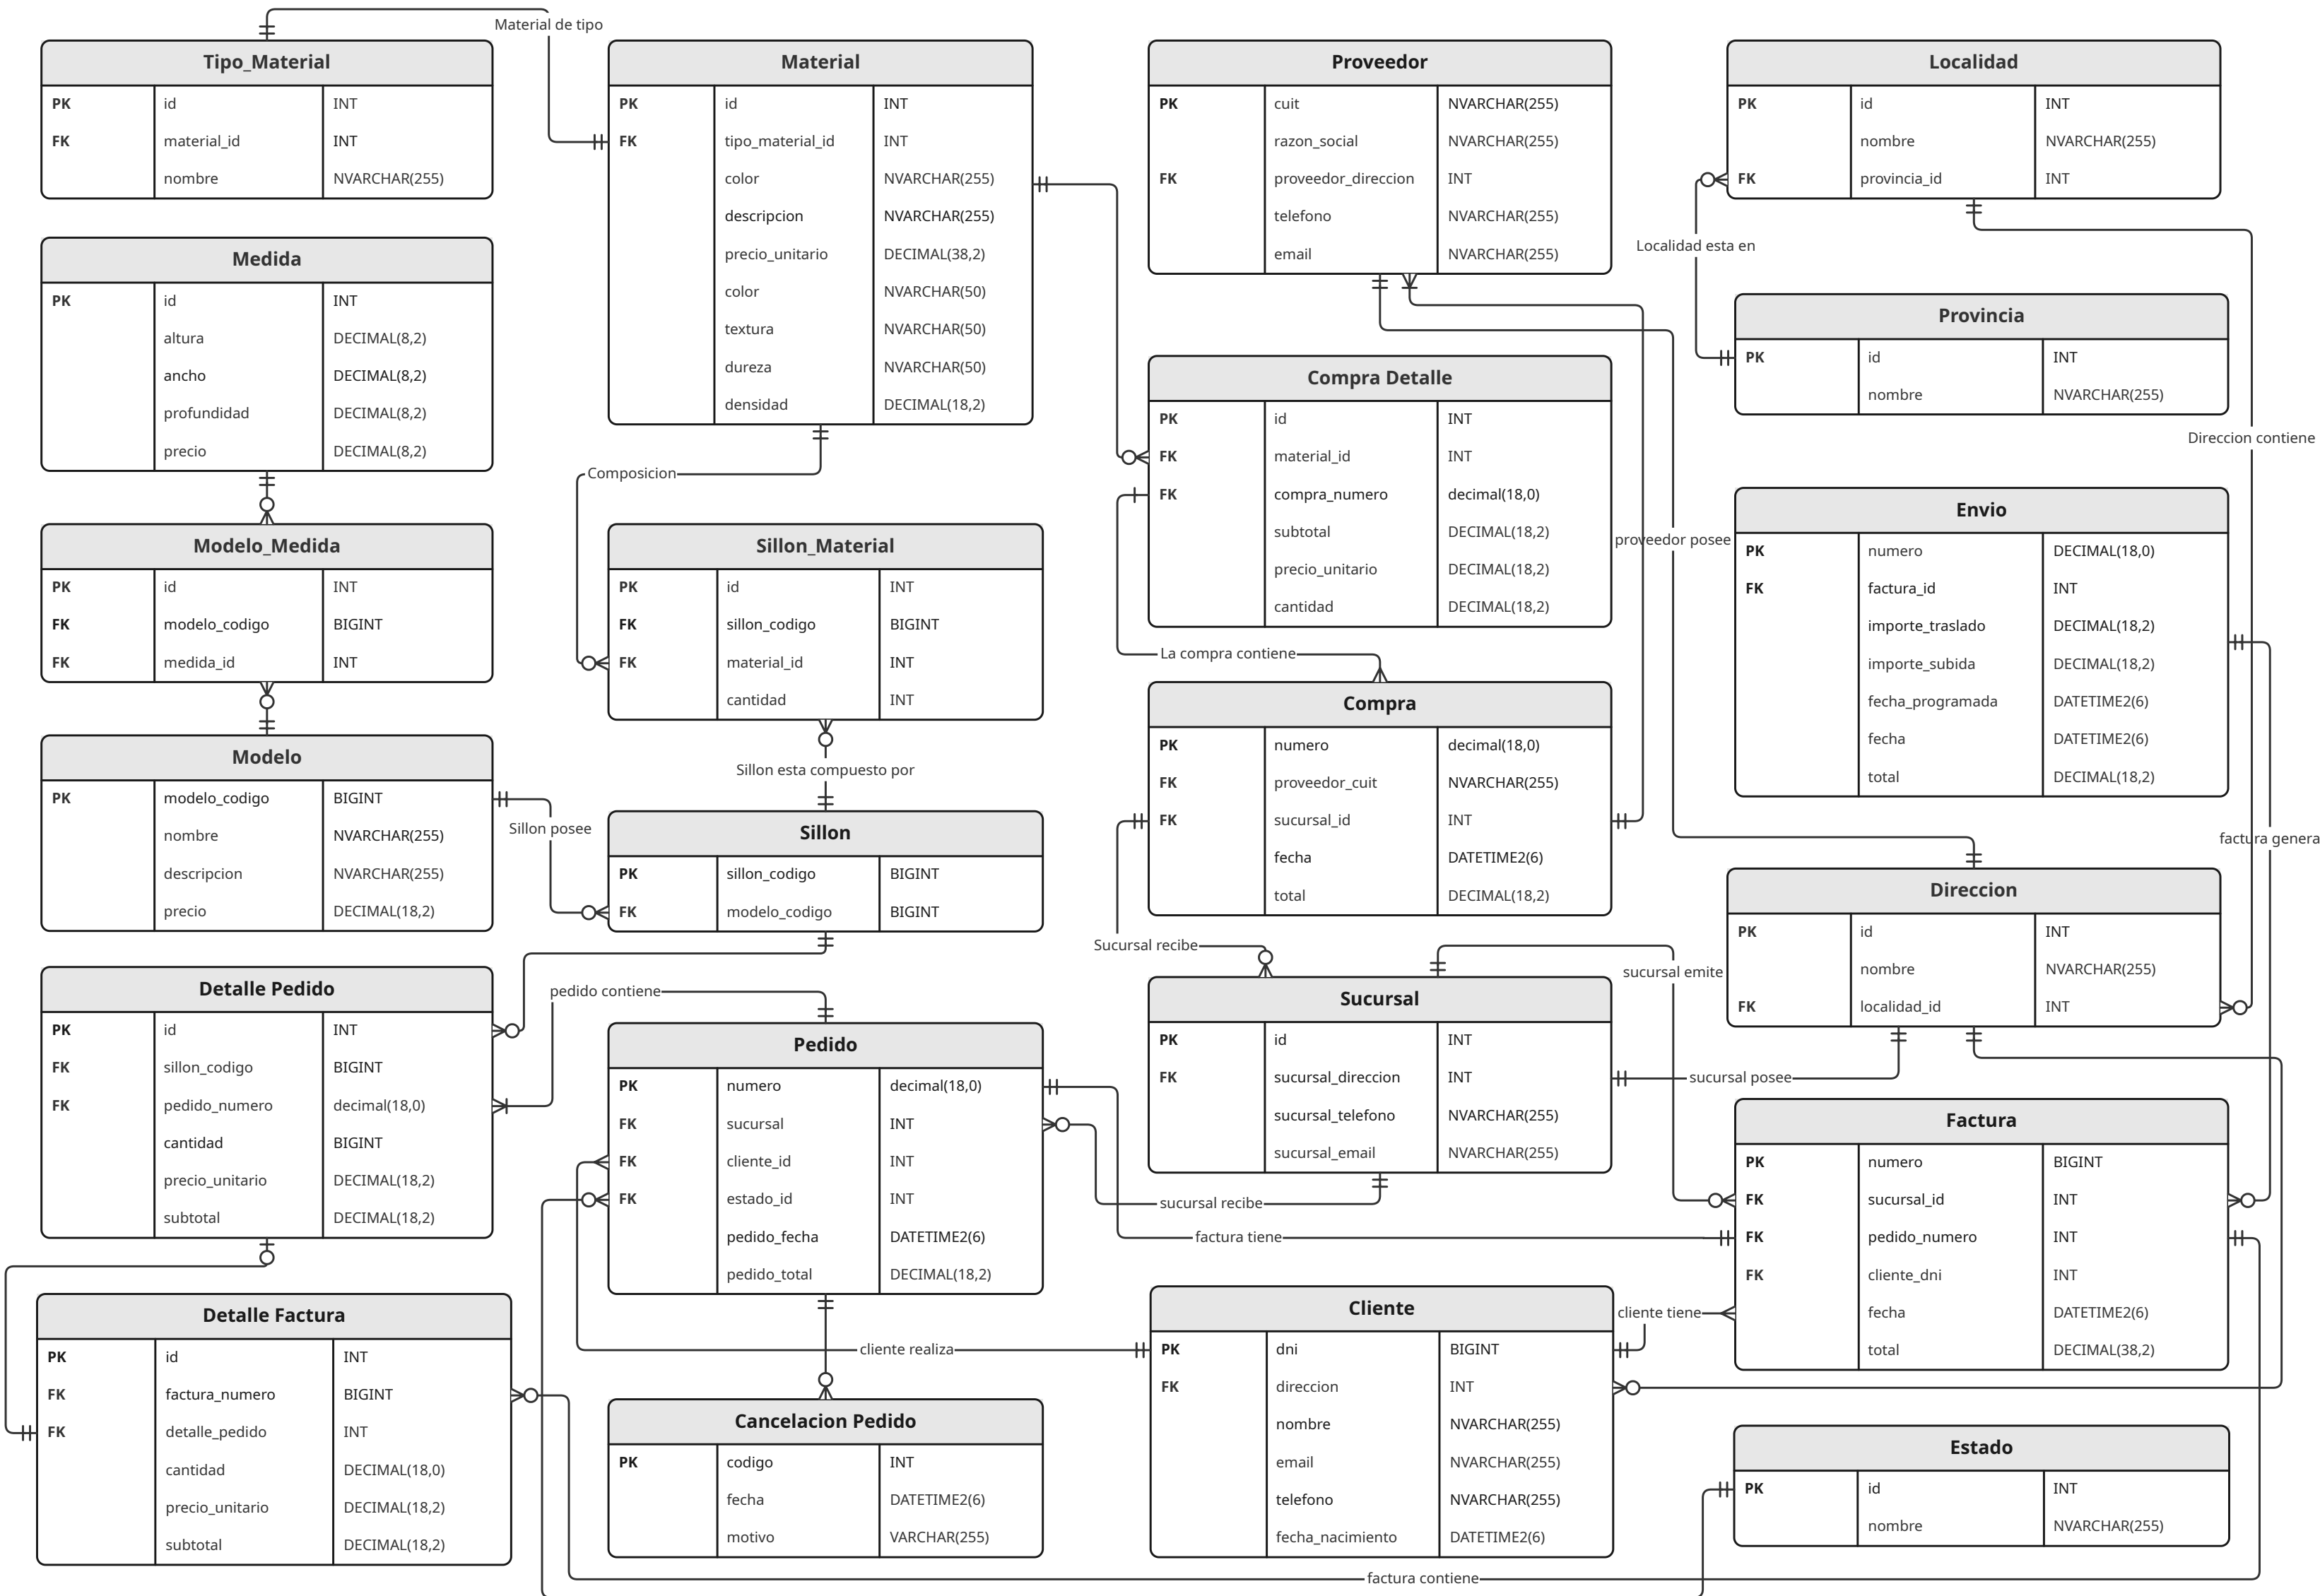 Material de tipo
Tipo_Material
PK id INT
FK material_id INT
nombre NVARCHAR(255)
Material
PK id INT
FK tipo_material_id INT
color NVARCHAR(255)
descripcion NVARCHAR(255)
precio_unitario DECIMAL(38,2)
color NVARCHAR(50)
textura NVARCHAR(50)
dureza NVARCHAR(50)
densidad DECIMAL(18,2)
Proveedor
PK cuit NVARCHAR(255)
razon_social NVARCHAR(255)
FK proveedor_direccion INT
telefono NVARCHAR(255)
email NVARCHAR(255)
Localidad
PK id INT
nombre NVARCHAR(255)
FK provincia_id INT
Localidad esta en
Medida
PK id INT
altura DECIMAL(8,2)
ancho DECIMAL(8,2)
profundidad DECIMAL(8,2)
precio DECIMAL(8,2)
Provincia
PK id INT
nombre NVARCHAR(255)
Direccion contiene
Compra Detalle
PK id INT
FK material_id INT
FK compra_numero decimal(18,0)
subtotal DECIMAL(18,2)
precio_unitario DECIMAL(18,2)
cantidad DECIMAL(18,2)
Composicion
proveedor posee
Envio
PK numero DECIMAL(18,0)
FK factura_id INT
importe_traslado DECIMAL(18,2)
importe_subida DECIMAL(18,2)
fecha_programada DATETIME2(6)
fecha DATETIME2(6)
total DECIMAL(18,2)
Modelo_Medida
PK id INT
FK modelo_codigo BIGINT
FK medida_id INT
Sillon_Material
PK id INT
FK sillon_codigo BIGINT
FK material_id INT
cantidad INT
La compra contiene
Compra
PK numero decimal(18,0)
FK proveedor_cuit NVARCHAR(255)
FK sucursal_id INT
fecha DATETIME2(6)
total DECIMAL(18,2)
Modelo
PK modelo_codigo BIGINT
nombre NVARCHAR(255)
descripcion NVARCHAR(255)
precio DECIMAL(18,2)
Sillon esta compuesto por
Sillon posee
Sillon
PK sillon_codigo BIGINT
FK modelo_codigo BIGINT
factura genera
Direccion
PK id INT
nombre NVARCHAR(255)
FK localidad_id INT
Sucursal recibe
sucursal emite
Detalle Pedido
PK id INT
FK sillon_codigo BIGINT
FK pedido_numero decimal(18,0)
cantidad BIGINT
precio_unitario DECIMAL(18,2)
subtotal DECIMAL(18,2)
pedido contiene
Pedido
PK numero decimal(18,0)
FK sucursal INT
FK cliente_id INT
FK estado_id INT
pedido_fecha DATETIME2(6)
pedido_total DECIMAL(18,2)
Sucursal
PK id INT
FK sucursal_direccion INT
sucursal_telefono NVARCHAR(255)
sucursal_email NVARCHAR(255)
sucursal posee
sucursal recibe
factura tiene
Factura
PK numero BIGINT
FK sucursal_id INT
FK pedido_numero INT
FK cliente_dni INT
fecha DATETIME2(6)
total DECIMAL(38,2)
Detalle Factura
PK id INT
FK factura_numero BIGINT
FK detalle_pedido INT
cantidad DECIMAL(18,0)
precio_unitario DECIMAL(18,2)
subtotal DECIMAL(18,2)
cliente realiza
Cliente
PK dni BIGINT
FK direccion INT
nombre NVARCHAR(255)
email NVARCHAR(255)
telefono NVARCHAR(255)
fecha_nacimiento DATETIME2(6)
cliente tiene
Cancelacion Pedido
PK codigo INT
fecha DATETIME2(6)
motivo VARCHAR(255)
Estado
PK id INT
nombre NVARCHAR(255)
factura contiene